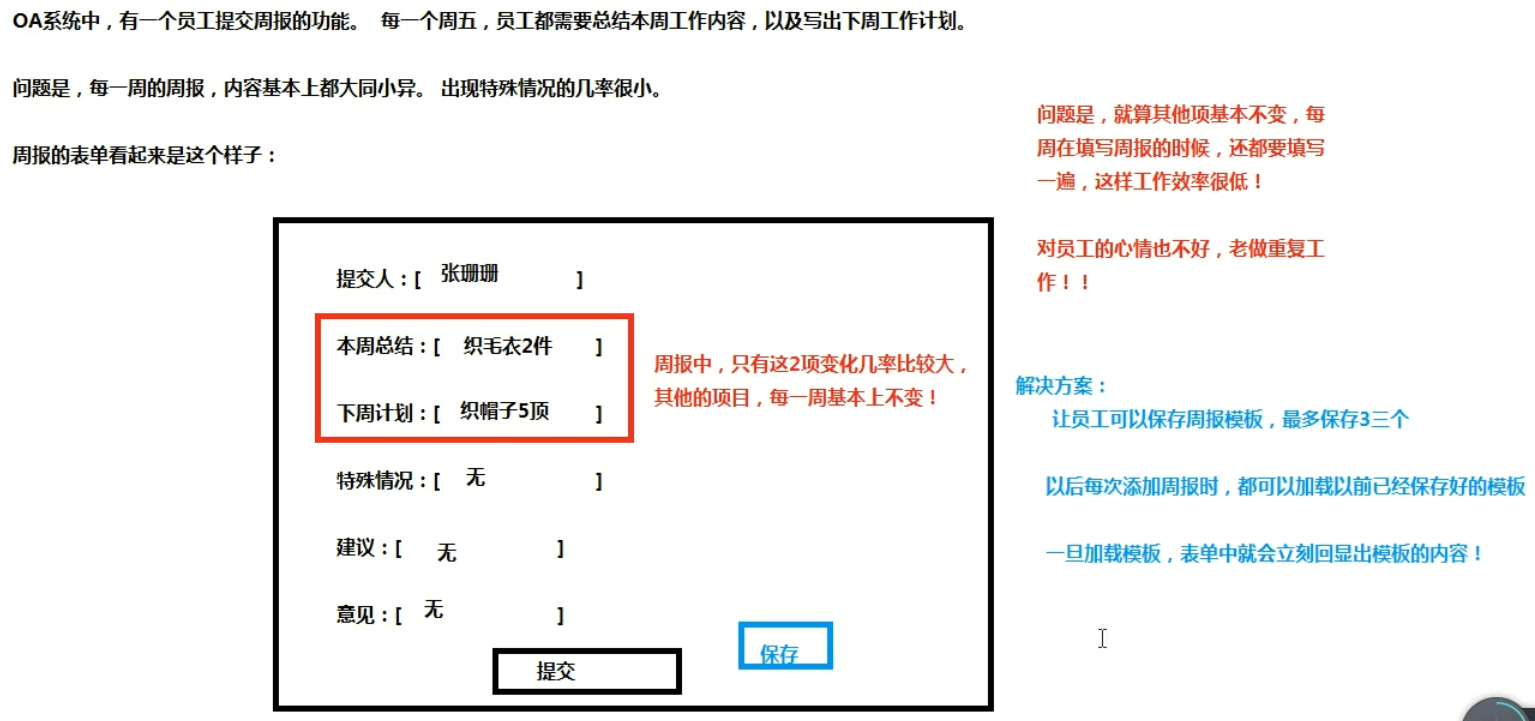 OA系统中，有一个员工提交周报的功能。 每一个周五，员工都需要总结本周工作内容，以及写出下周工作计划。
问题是，每一周的周报，内容基本上都大同小异。 出现特殊情况的几率很小。
周报的表单看起来是这个样子：
问题是，就算其他项基本不变，每
周在填写周报的时候，还都要填写
一遍，这样工作效率很低！
对员工的心情也不好，老做重复工
作！！
提交人：[ 张珊珊 ]
本周总结：[ 织毛衣2件 ]
下周计划：[ 织帽子5顶 ]
周报中，只有这2项变化几率比较大，
其他的项目，每一周基本上不变！
特殊情况：[ 无 ]
建议：[ 无 ]
意见：[ 无 ]
提交
保存
解决方案：
让员工可以保存周报模板，最多保存3三个
以后每次添加周报时，都可以加载以前已经保存好的模板
一旦加载模板，表单中就会立刻回显出模板的内容！